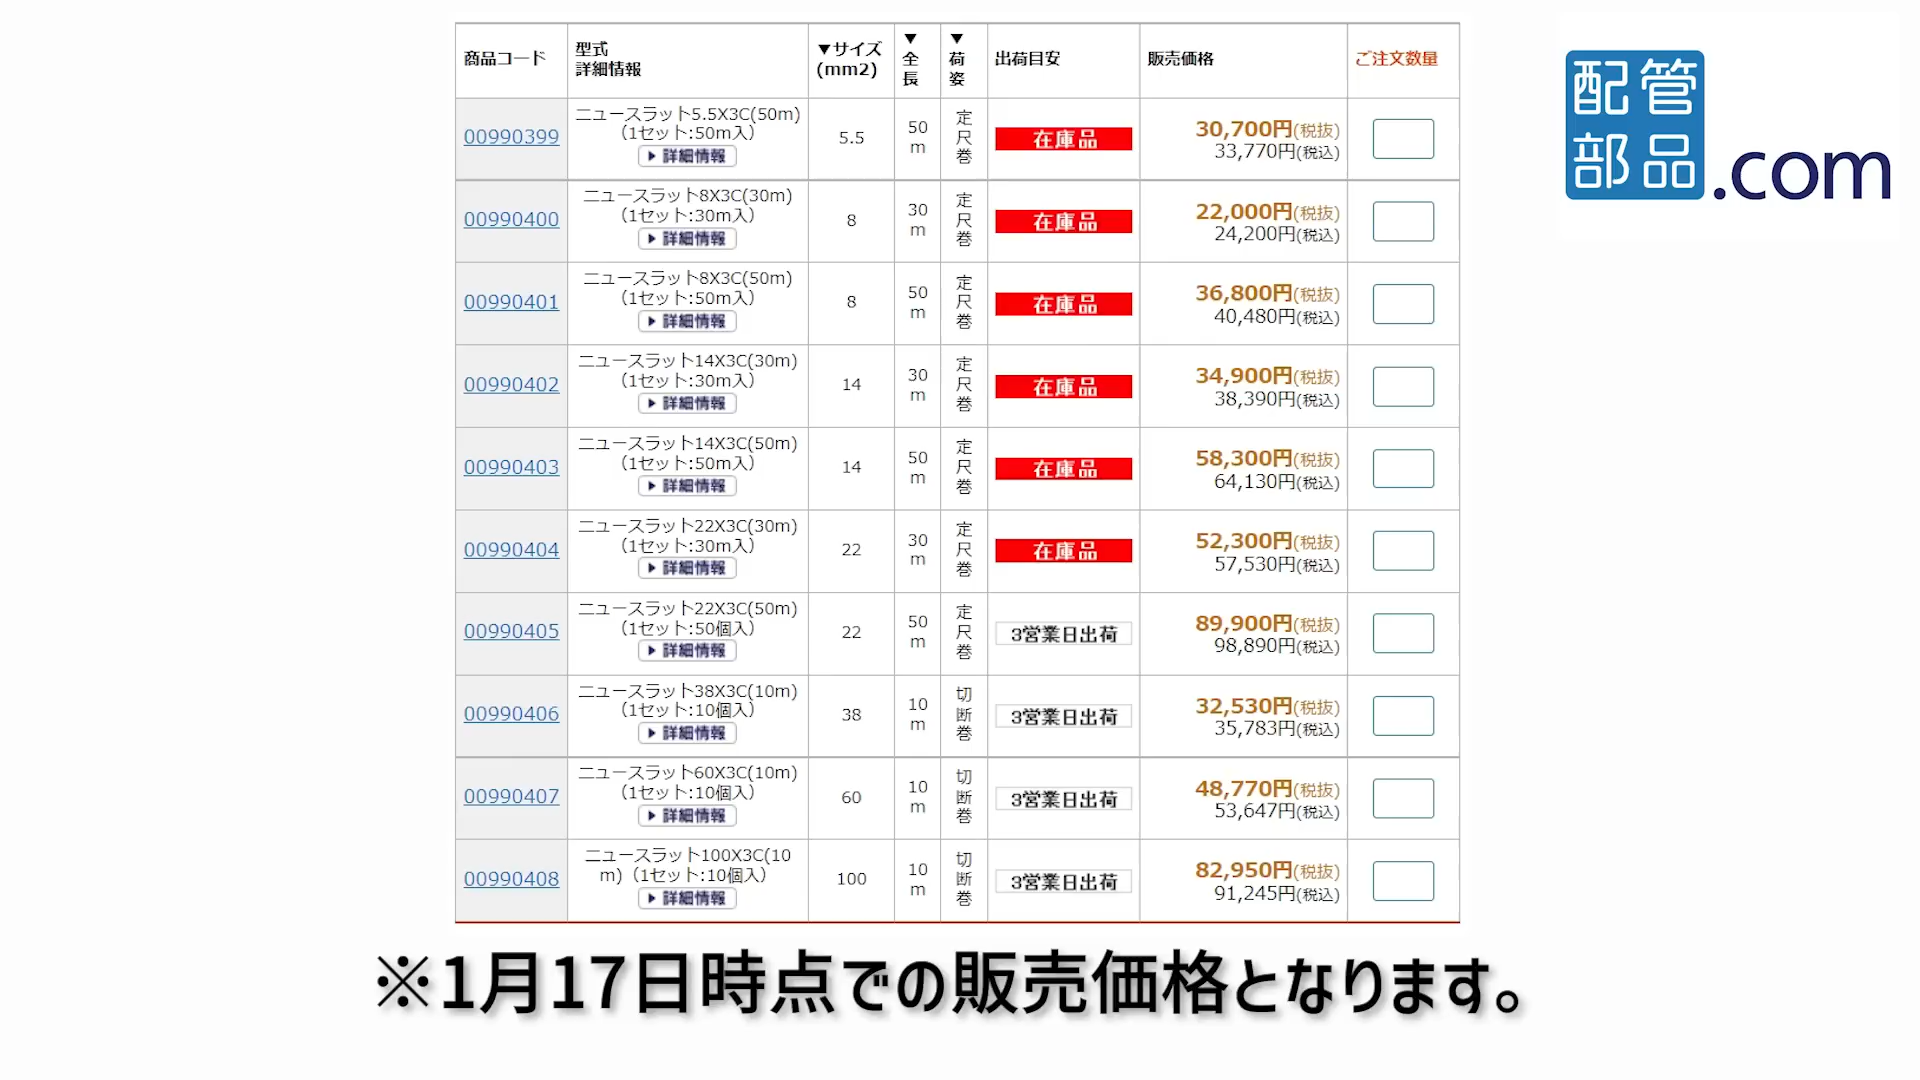 商品コード 型式 詳細情報 ▼サイズ (mm2) ▼全長 ▼荷姿 出荷目安 販売価格 ご注文数量
00990399 ニュースラット5.5X3C(50m) (1セット:50m入) ▶ 詳細情報 5.5 50m 定尺巻 在庫品 30,700円(税抜) 33,770円(税込)
00990400 ニュースラット8X3C(30m) (1セット:30m入) ▶ 詳細情報 8 30m 定尺巻 在庫品 22,000円(税抜) 24,200円(税込)
00990401 ニュースラット8X3C(50m) (1セット:50m入) ▶ 詳細情報 8 50m 定尺巻 在庫品 36,800円(税抜) 40,480円(税込)
00990402 ニュースラット14X3C(30m) (1セット:30m入) ▶ 詳細情報 14 30m 定尺巻 在庫品 34,900円(税抜) 38,390円(税込)
00990403 ニュースラット14X3C(50m) (1セット:50m入) ▶ 詳細情報 14 50m 定尺巻 在庫品 58,300円(税抜) 64,130円(税込)
00990404 ニュースラット22X3C(30m) (1セット:30m入) ▶ 詳細情報 22 30m 定尺巻 在庫品 52,300円(税抜) 57,530円(税込)
00990405 ニュースラット22X3C(50m) (1セット:50個入) ▶ 詳細情報 22 50m 定尺巻 3営業日出荷 89,900円(税抜) 98,890円(税込)
00990406 ニュースラット38X3C(10m) (1セット:10個入) ▶ 詳細情報 38 10m 切断巻 3営業日出荷 32,530円(税抜) 35,783円(税込)
00990407 ニュースラット60X3C(10m) (1セット:10個入) ▶ 詳細情報 60 10m 切断巻 3営業日出荷 48,770円(税抜) 53,647円(税込)
00990408 ニュースラット100X3C(10m) (1セット:10個入) ▶ 詳細情報 100 10m 切断巻 3営業日出荷 82,950円(税抜) 91,245円(税込)
配管部品.com
※1月17日時点での販売価格となります。